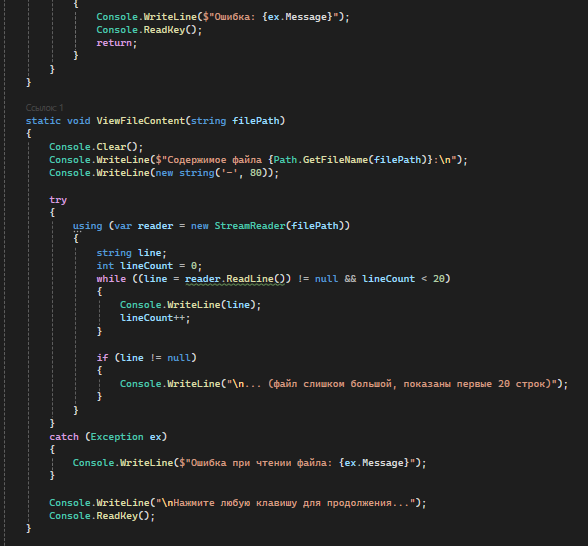 {
Console.WriteLine($"Ошибка: {ex.Message}");
Console.ReadKey();
return;
}
}
}
Ссылок: 1
static void ViewFileContent(string filePath)
{
Console.Clear();
Console.WriteLine($"Содержимое файла {Path.GetFileName(filePath)}:\n");
Console.WriteLine(new string('-', 80));
try
{
using (var reader = new StreamReader(filePath))
{
string line;
int lineCount = 0;
while ((line = reader.ReadLine()) != null && lineCount < 20)
{
Console.WriteLine(line);
lineCount++;
}
if (line != null)
{
Console.WriteLine("\n... (файл слишком большой, показаны первые 20 строк)");
}
}
}
catch (Exception ex)
{
Console.WriteLine($"Ошибка при чтении файла: {ex.Message}");
}
Console.WriteLine("\nНажмите любую клавишу для продолжения...");
Console.ReadKey();
}